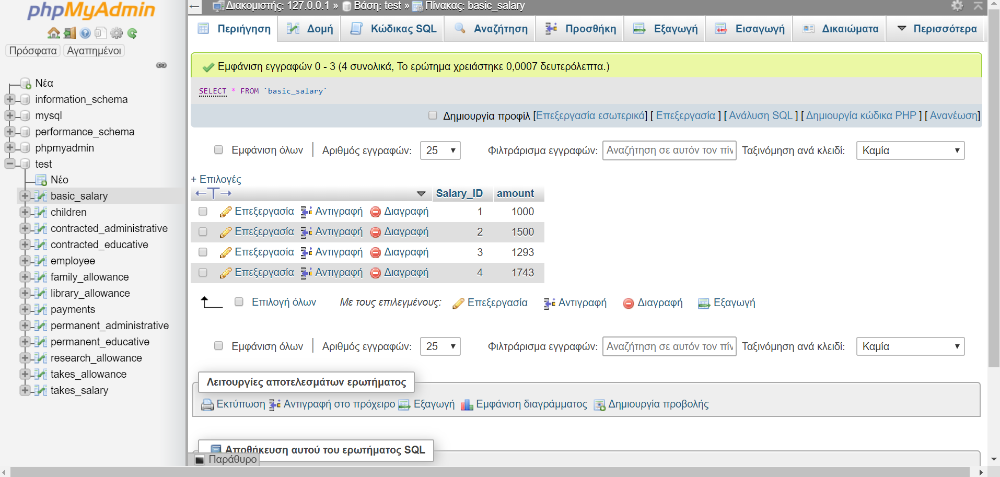 phpMyAdmin
Πρόσφατα Αγαπημένοι
Νέα
information_schema
mysql
performance_schema
phpmyadmin
test
Νέο
basic_salary
children
contracted_administrative
contracted_educative
employee
family_allowance
library_allowance
payments
permanent_administrative
permanent_educative
research_allowance
takes_allowance
takes_salary
Διακομιστής: 127.0.0.1 » Βάση: test » Πίνακας: basic_salary
Περιήγηση Δομή Κώδικας SQL Αναζήτηση Προσθήκη Εξαγωγή Εισαγωγή Δικαιώματα Περισσότερα
Εμφάνιση εγγραφών 0 - 3 (4 συνολικά, Το ερώτημα χρειάστηκε 0,0007 δευτερόλεπτα.)
SELECT * FROM `basic_salary`
Δημιουργία προφίλ [Επεξεργασία εσωτερικά] [ Επεξεργασία ] [ Ανάλυση SQL ] [ Δημιουργία κώδικα PHP ] [ Ανανέωση]
Εμφάνιση όλων | Αριθμός εγγραφών: 25 Φιλτράρισμα εγγραφών: Αναζήτηση σε αυτόν τον πίν Ταξινόμηση ανά κλειδί: Καμία
+ Επιλογές
←T→ Salary_ID amount
Επεξεργασία Αντιγραφή Διαγραφή 1 1000
Επεξεργασία Αντιγραφή Διαγραφή 2 1500
Επεξεργασία Αντιγραφή Διαγραφή 3 1293
Επεξεργασία Αντιγραφή Διαγραφή 4 1743
Επιλογή όλων Με τους επιλεγμένους: Επεξεργασία Αντιγραφή Διαγραφή Εξαγωγή
Εμφάνιση όλων | Αριθμός εγγραφών: 25 Φιλτράρισμα εγγραφών: Αναζήτηση σε αυτόν τον πίν Ταξινόμηση ανά κλειδί: Καμία
Λειτουργίες αποτελεσμάτων ερωτήματος
Εκτύπωση Αντιγραφή στο πρόχειρο Εξαγωγή Εμφάνιση διαγράμματος Δημιουργία προβολής
Αποθήκευση αυτού του ερωτήματος SQL
Παράθυρο